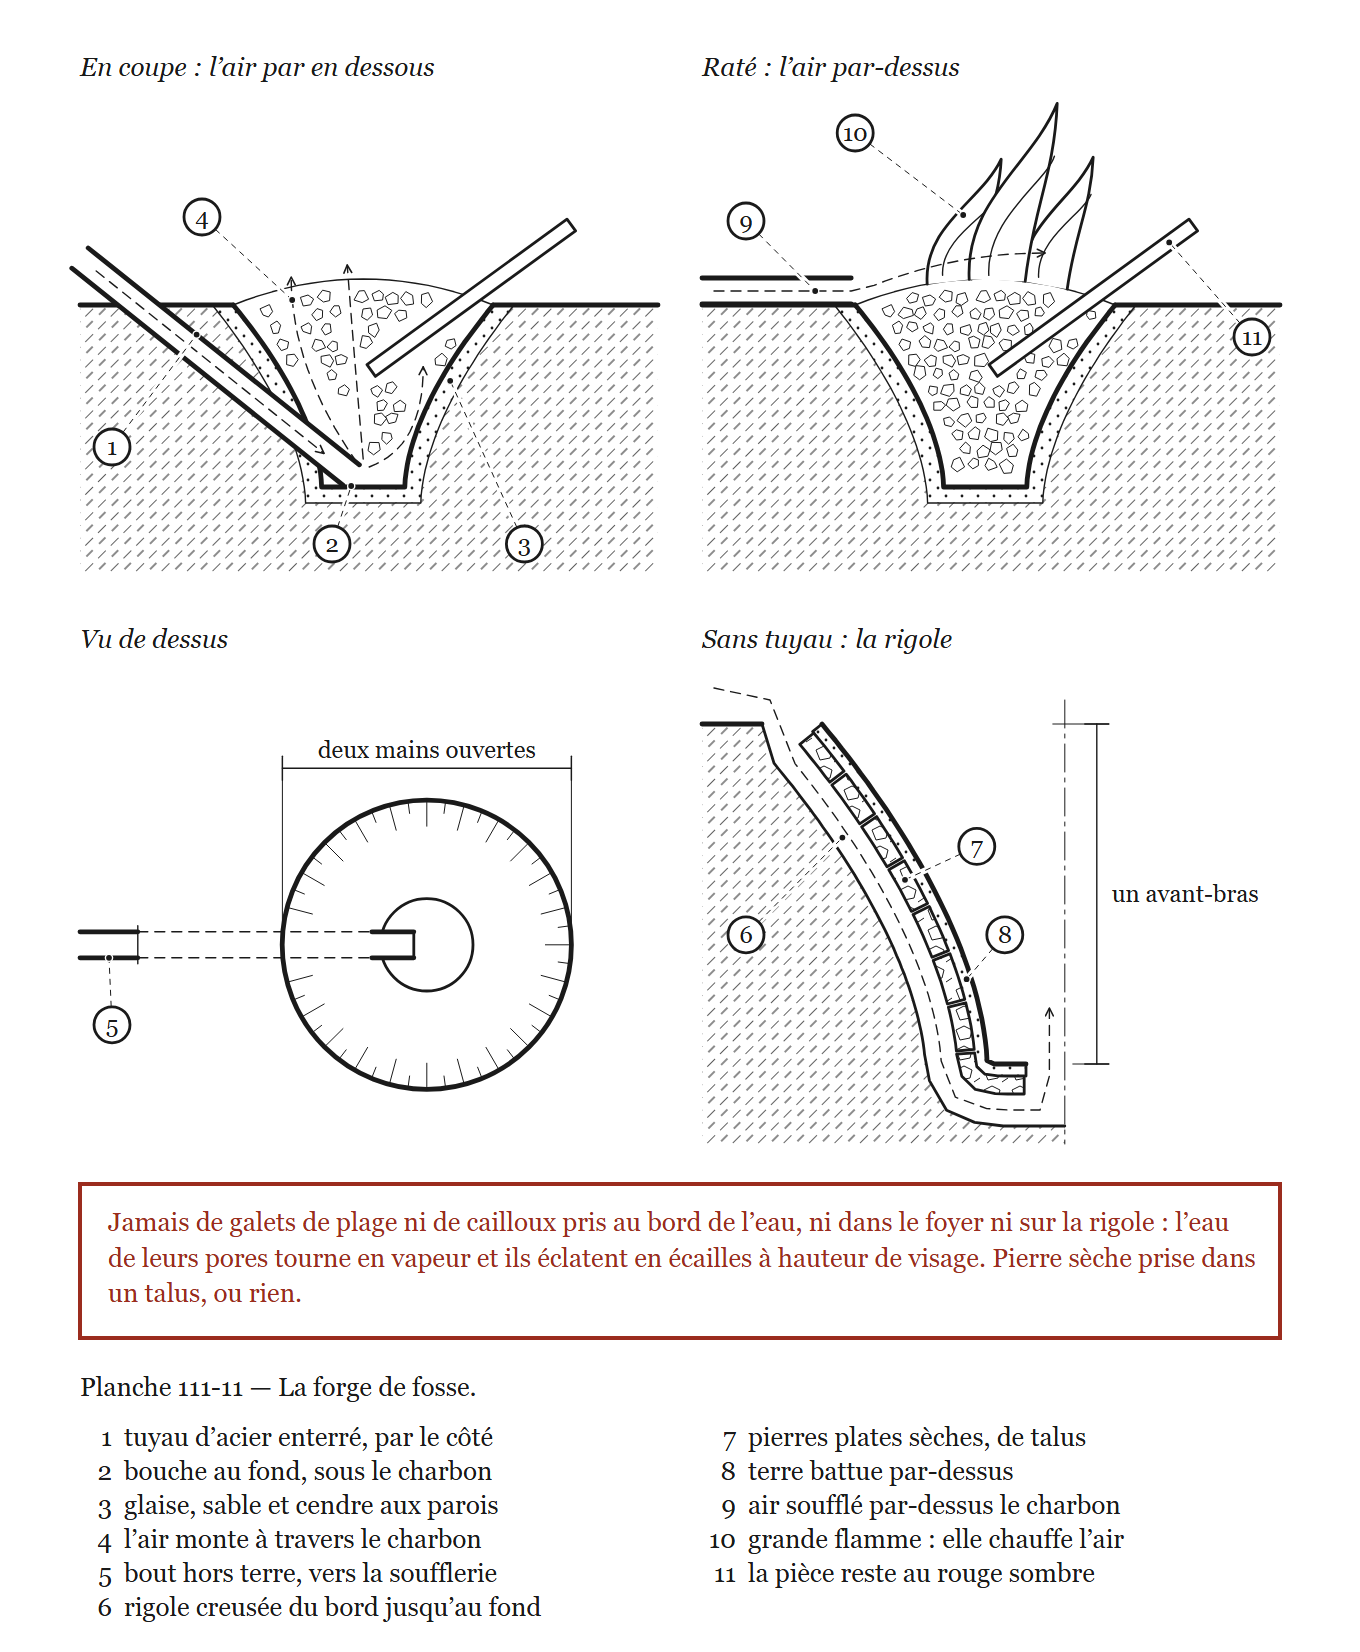 En coupe : l’air par en dessous
Raté : l’air par-dessus
10
9
4
11
1
2
3
Vu de dessus
Sans tuyau : la rigole
deux mains ouvertes
7
un avant-bras
6
8
5
Jamais de galets de plage ni de cailloux pris au bord de l’eau, ni dans le foyer ni sur la rigole : l’eau
de leurs pores tourne en vapeur et ils éclatent en écailles à hauteur de visage. Pierre sèche prise dans
un talus, ou rien.
Planche 111-11 — La forge de fosse.
1 tuyau d’acier enterré, par le côté
2 bouche au fond, sous le charbon
3 glaise, sable et cendre aux parois
4 l’air monte à travers le charbon
5 bout hors terre, vers la soufflerie
6 rigole creusée du bord jusqu’au fond
7 pierres plates sèches, de talus
8 terre battue par-dessus
9 air soufflé par-dessus le charbon
10 grande flamme : elle chauffe l’air
11 la pièce reste au rouge sombre